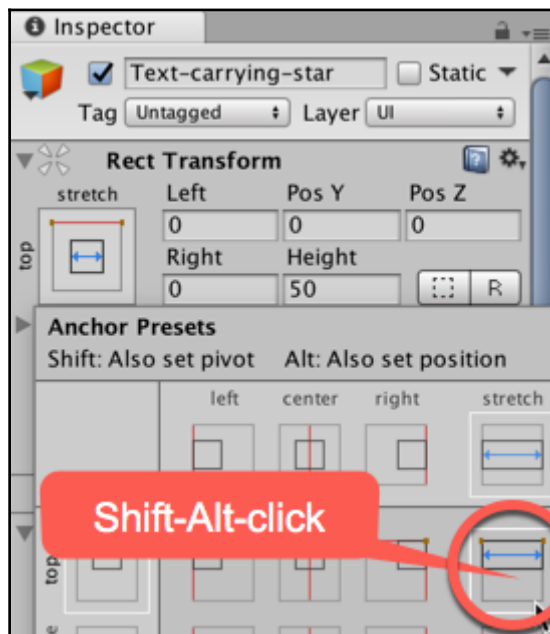 Inspector
Text-carrying-star Static
Tag Untagged Layer UI
Rect Transform
stretch Left Pos Y Pos Z
top 0 0 0
Right Height
0 50 R
Anchor Presets
Shift: Also set pivot Alt: Also set position
left center right stretch
Shift-Alt-click
top